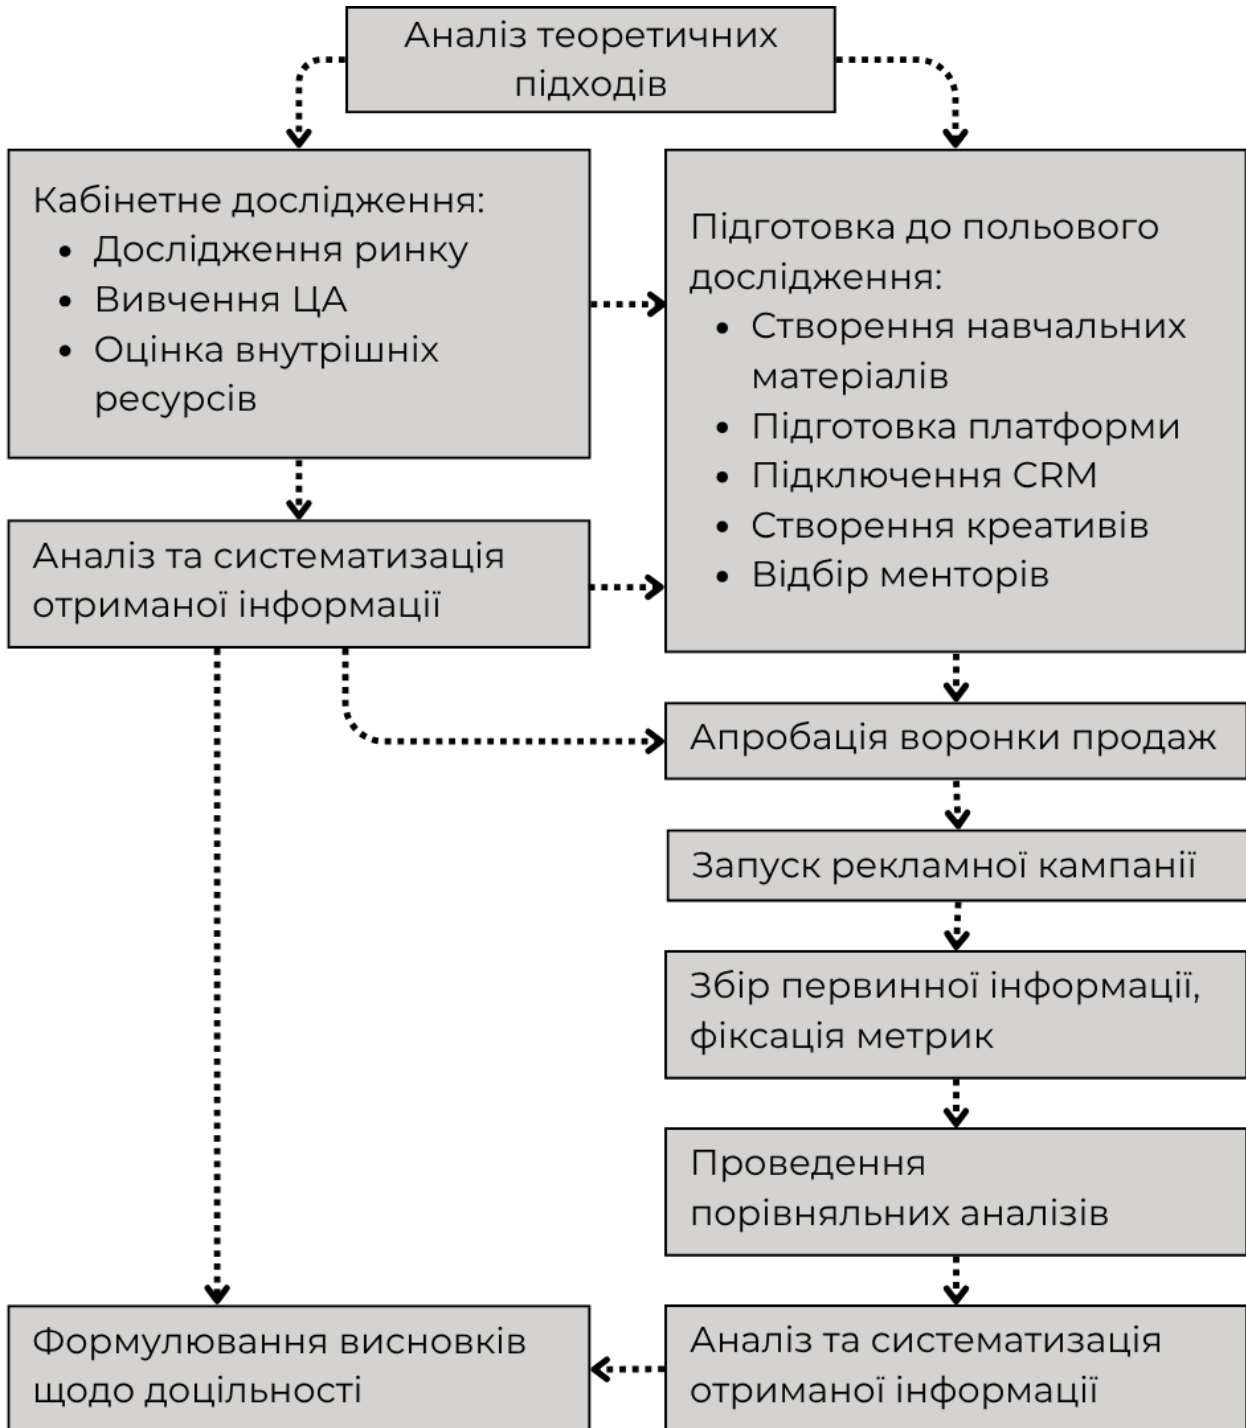 Аналіз теоретичних
підходів
Кабінетне дослідження:
• Дослідження ринку
• Вивчення ЦА
• Оцінка внутрішніх
ресурсів
Підготовка до польового
дослідження:
• Створення навчальних
матеріалів
• Підготовка платформи
• Підключення CRM
• Створення креативів
• Відбір менторів
Аналіз та систематизація
отриманої інформації
Апробація воронки продаж
Запуск рекламної кампанії
Збір первинної інформації,
фіксація метрик
Проведення
порівняльних аналізів
Формулювання висновків
щодо доцільності
Аналіз та систематизація
отриманої інформації